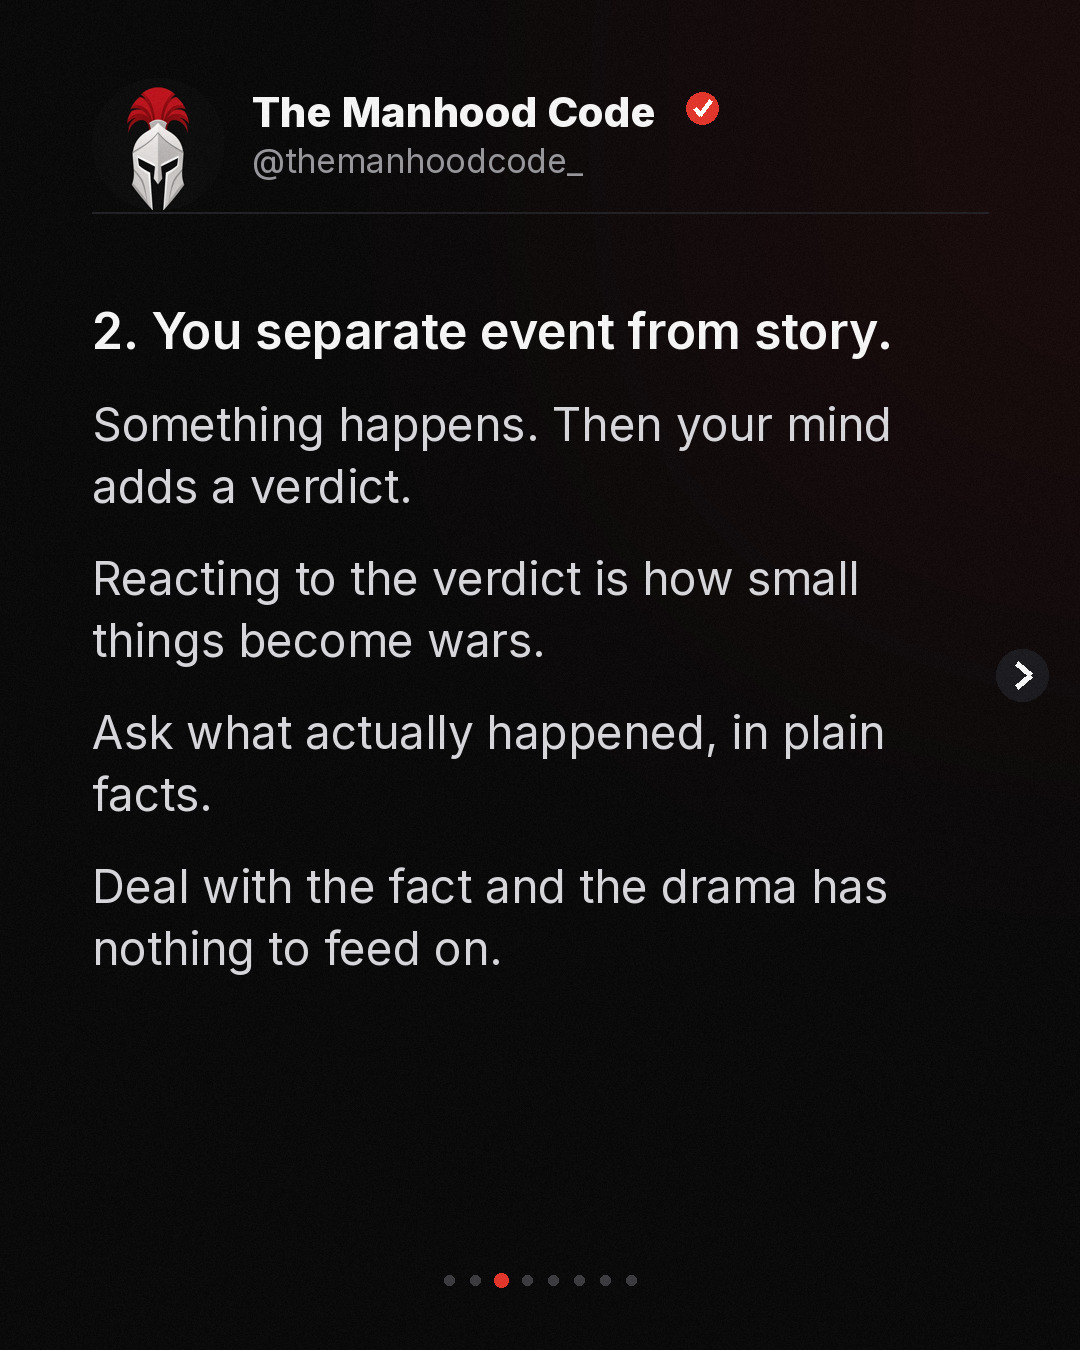 The Manhood Code
@themanhoodcode_
2. You separate event from story.
Something happens. Then your mind
adds a verdict.
Reacting to the verdict is how small
things become wars.
Ask what actually happened, in plain
facts.
Deal with the fact and the drama has
nothing to feed on.